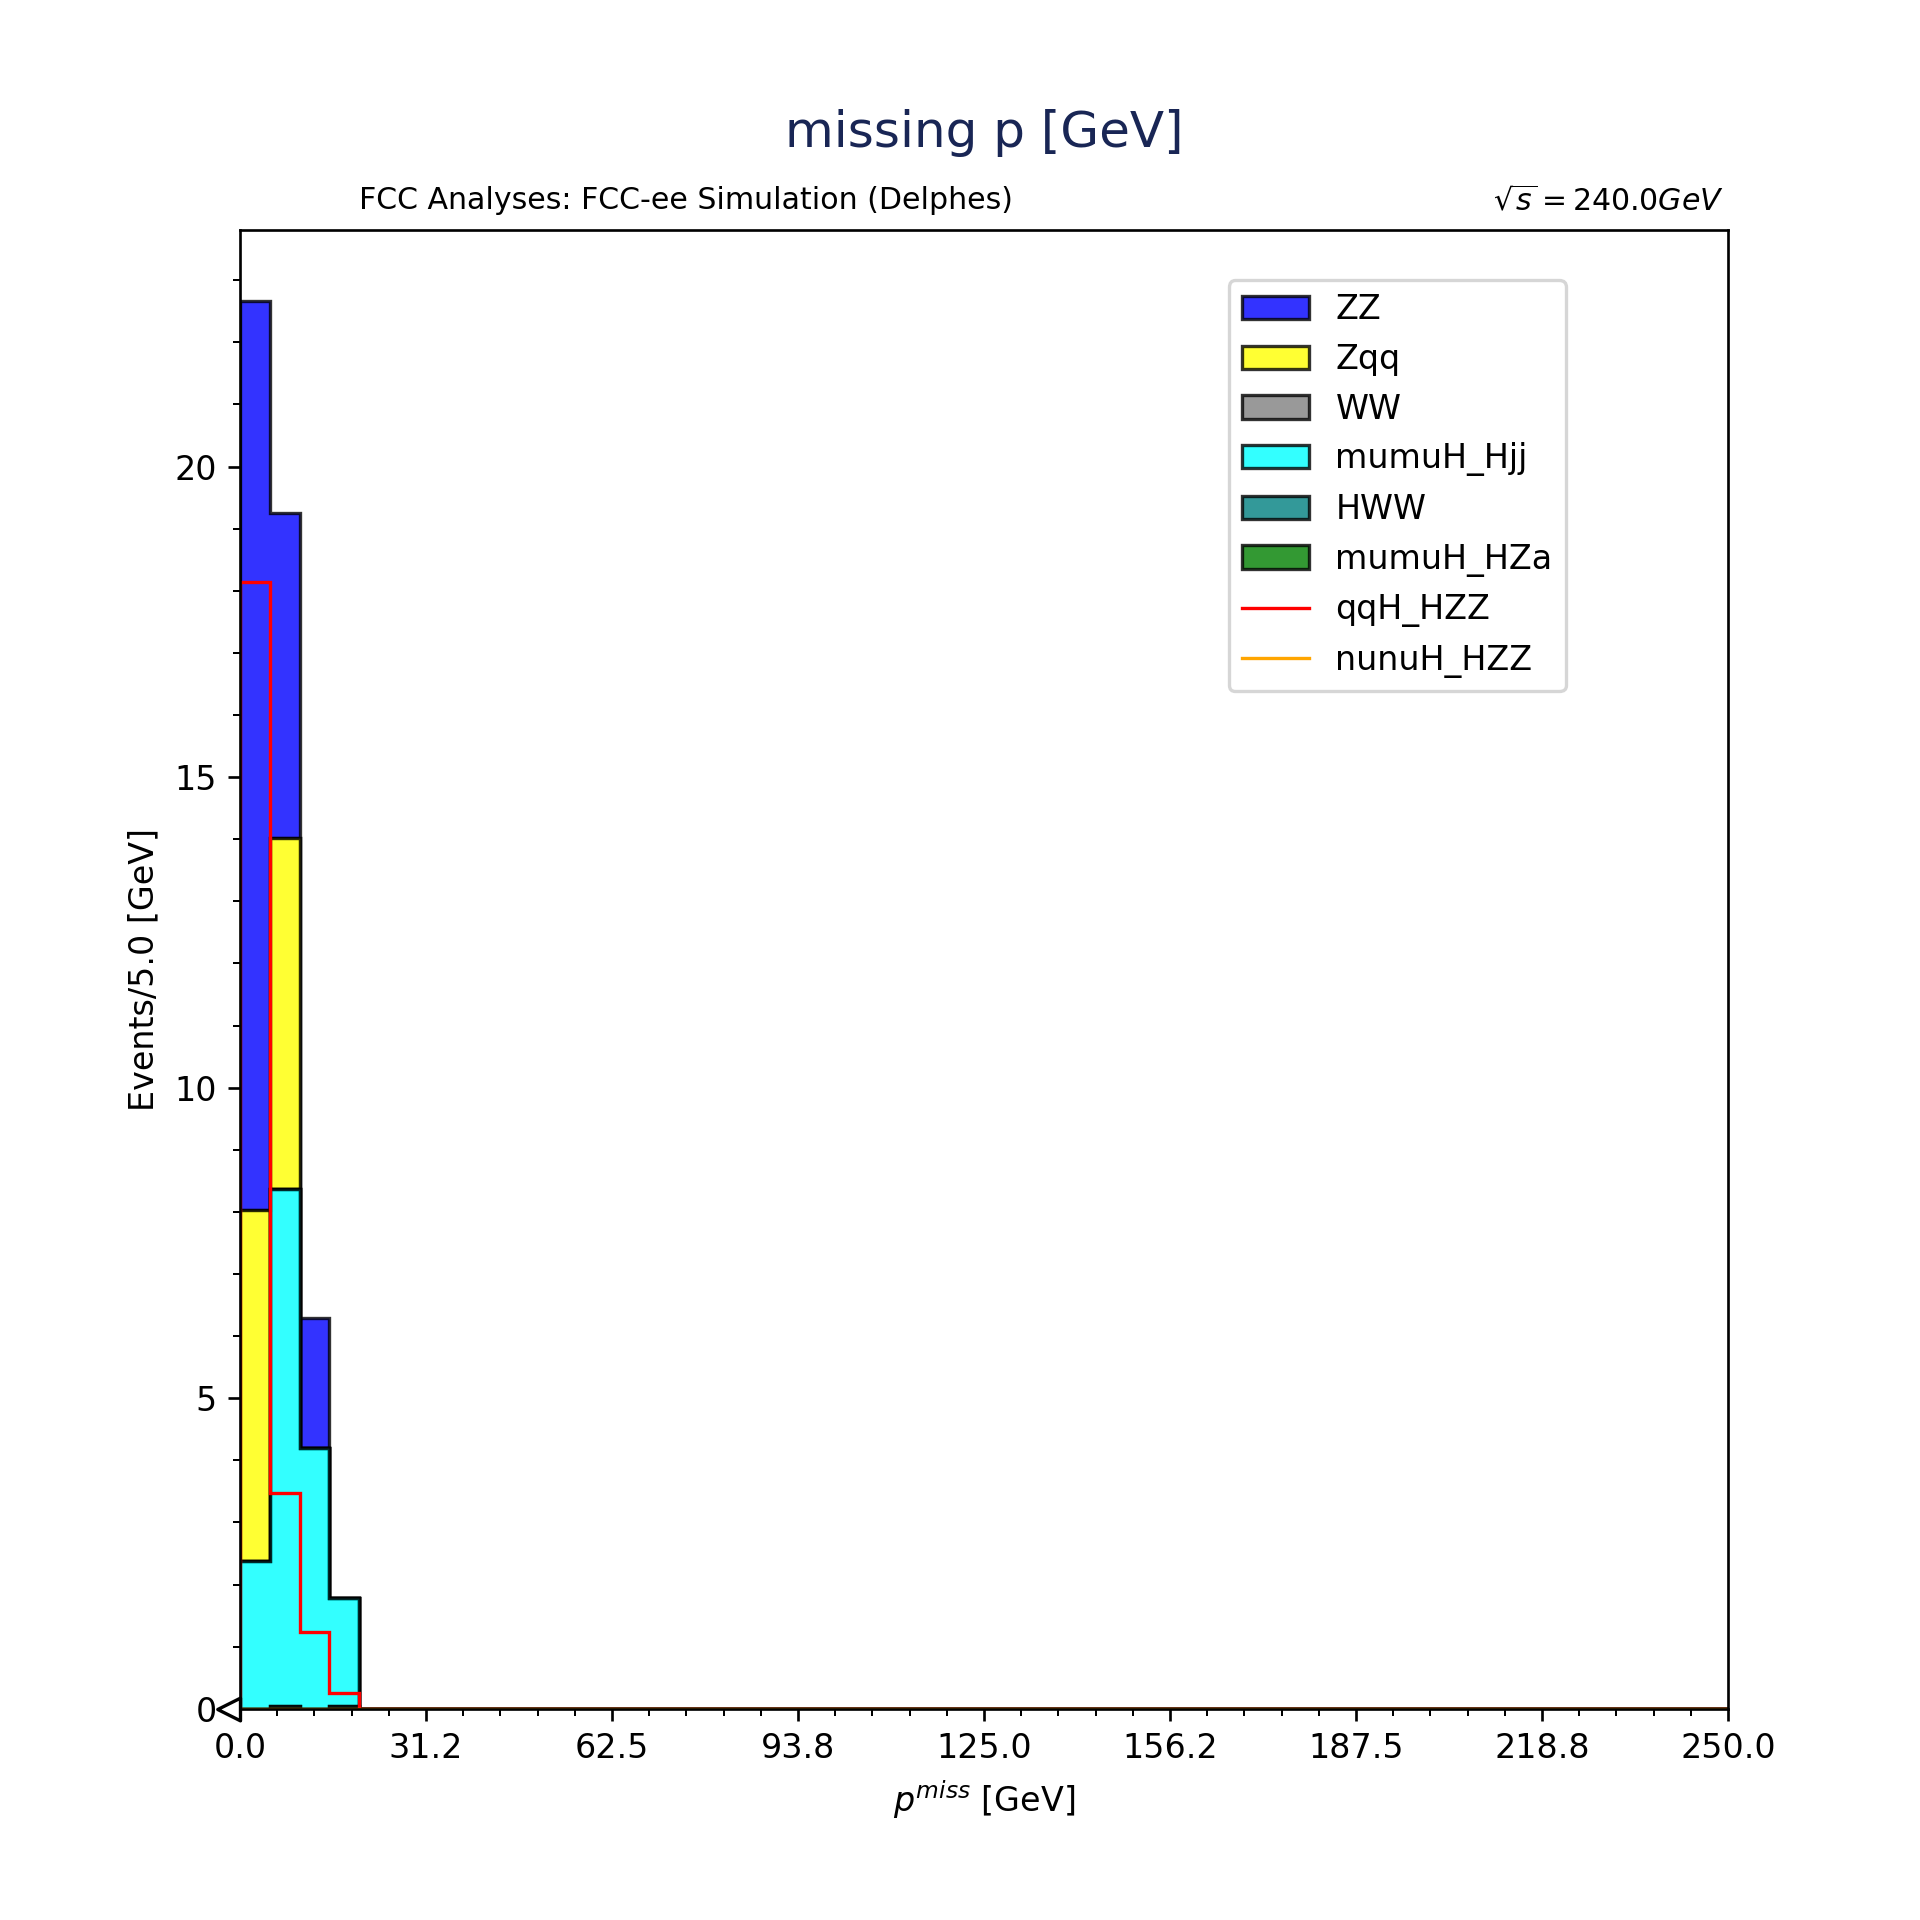 missing p [GeV]
FCC Analyses: FCC-ee Simulation (Delphes)
√s = 240.0GeV
ZZ
Zqq
WW
mumuH_Hjj
HWW
mumuH_HZa
qqH_HZZ
nunuH_HZZ
20
15
10
5
0
Events/5.0 [GeV]
0.0 31.2 62.5 93.8 125.0 156.2 187.5 218.8 250.0
p^miss [GeV]